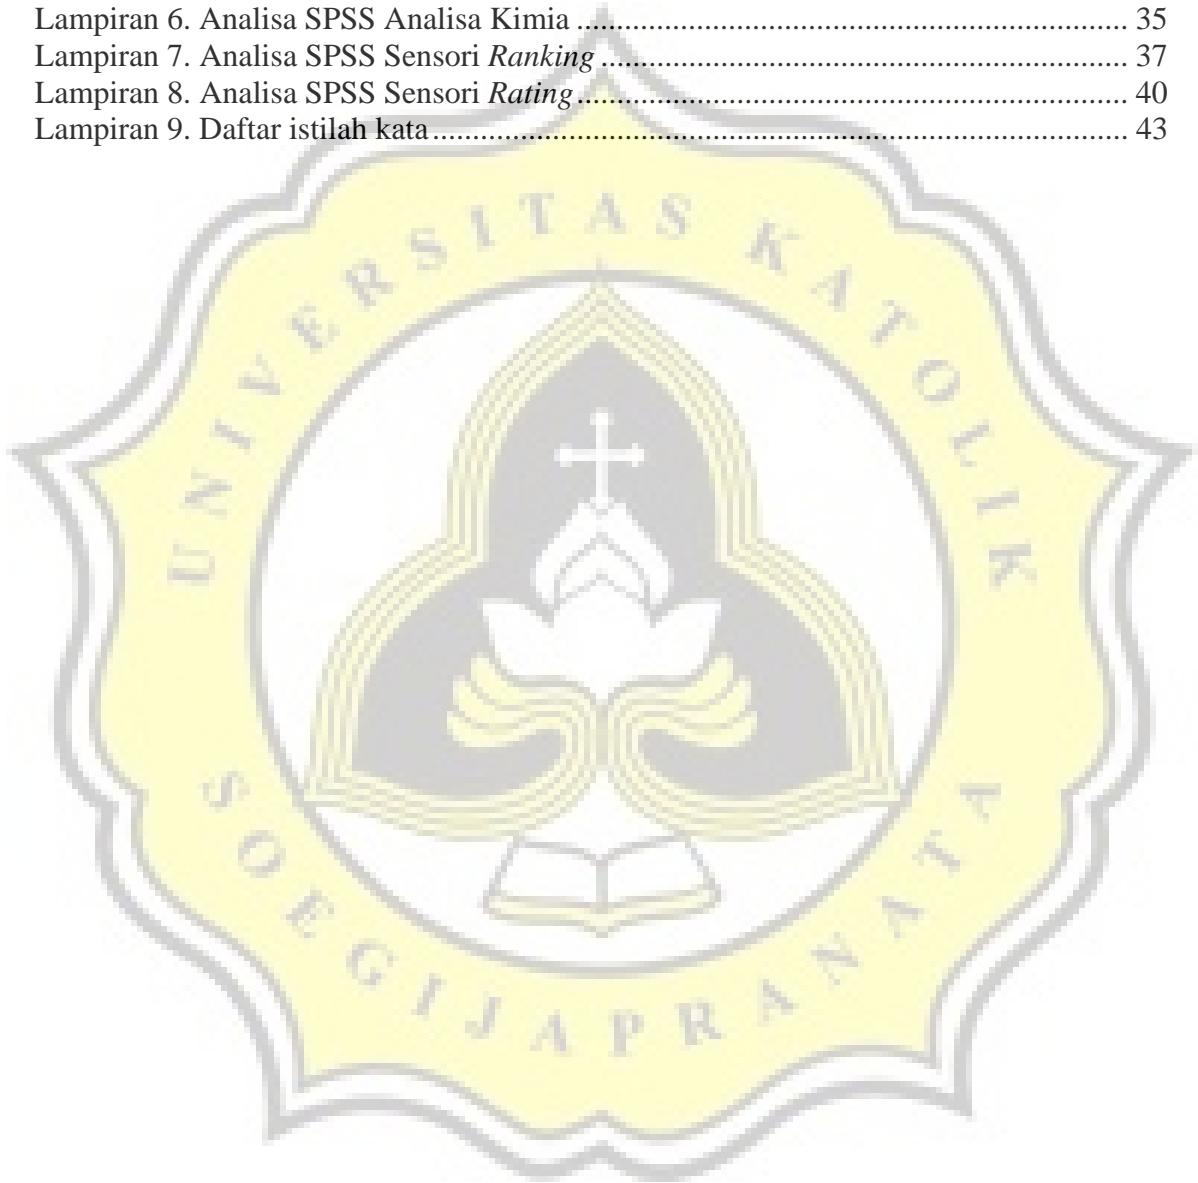 Lampiran 6. Analisa SPSS Analisa Kimia ................................................................... 35
Lampiran 7. Analisa SPSS Sensori Ranking ................................................................ 37
Lampiran 8. Analisa SPSS Sensori Rating ................................................................... 40
Lampiran 9. Daftar istilah kata ..................................................................................... 43
UNIVERSITAS KATOLIK
SOEGIJAPRANATA